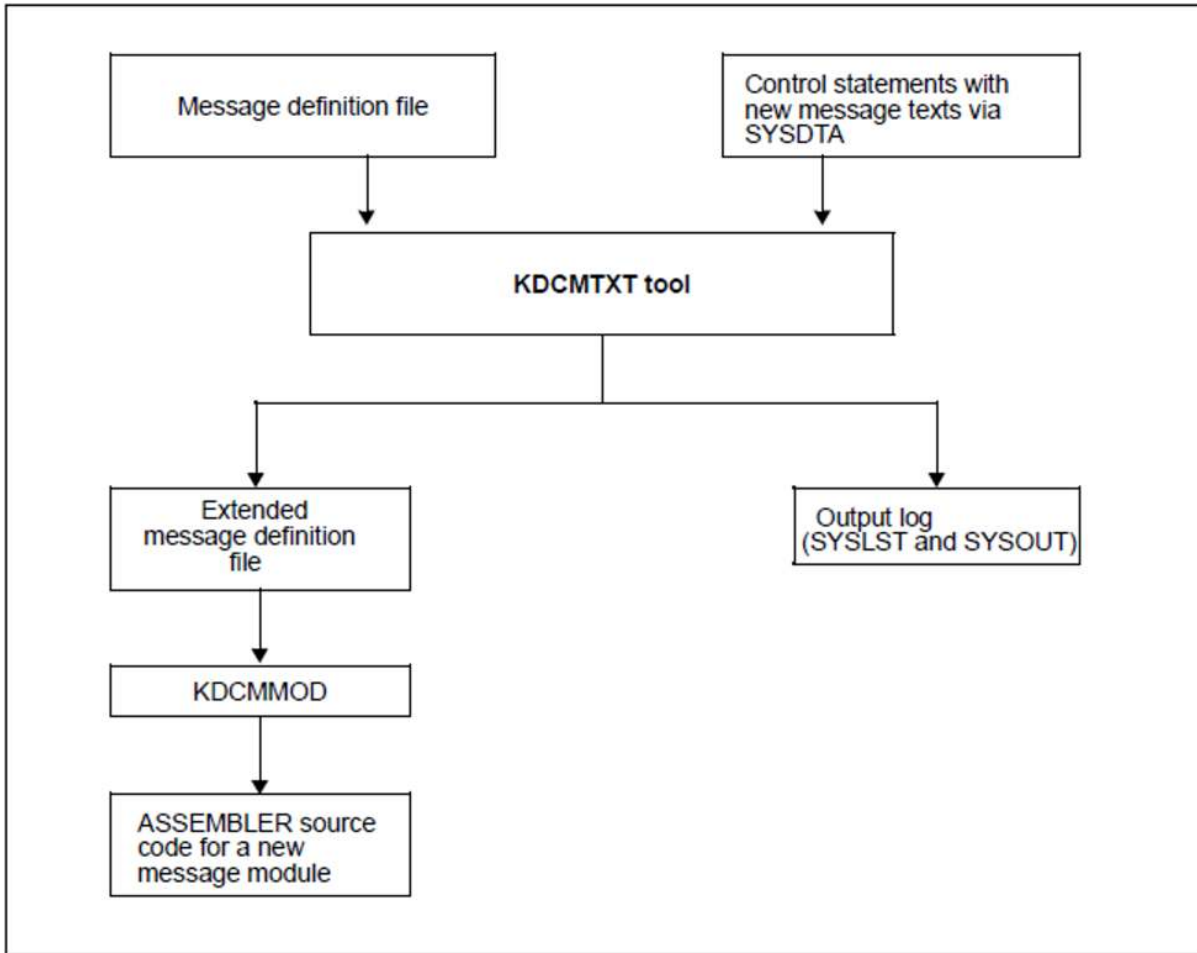 Message definition file
Control statements with
new message texts via
SYSDTA
KDCMTXT tool
Extended
message definition
file
Output log
(SYSLST and SYSOUT)
KDCMMOD
ASSEMBLER source
code for a new
message module